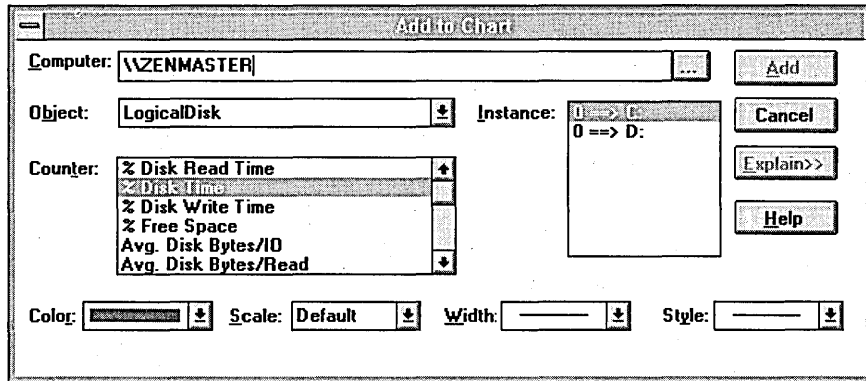 Add to Chart
Computer: \\ZENMASTER ... Add
Object: LogicalDisk Instance: 0 ==> C: Cancel
0 ==> D:
Counter: % Disk Read Time Explain>>
% Disk Time
% Disk Write Time
% Free Space Help
Avg. Disk Bytes/IO
Avg. Disk Bytes/Read
Color: Scale: Default Width: Style: